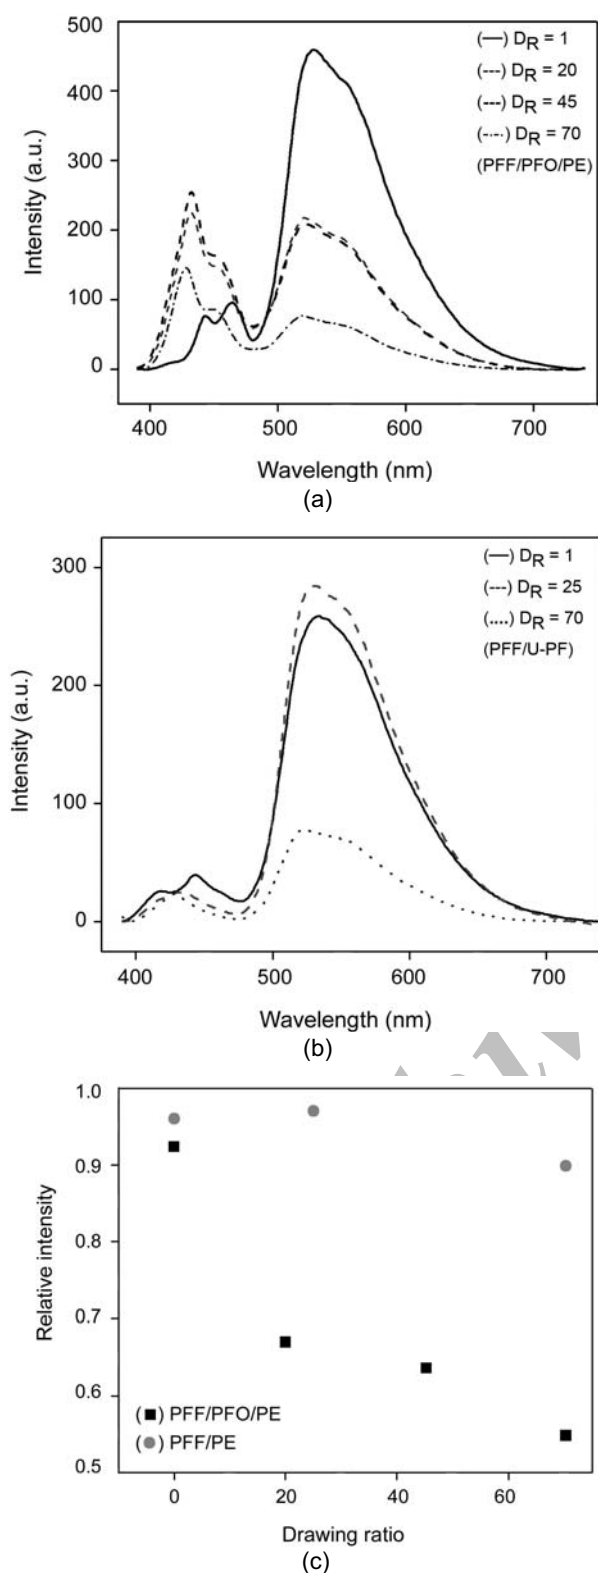 500
400
300
200
100
0
Intensity (a.u.)
(—) DR = 1
(---) DR = 20
(---) DR = 45
(-·-·-) DR = 70
(PFF/PFO/PE)
400 500 600 700
Wavelength (nm)
(a)
300
200
100
0
Intensity (a.u.)
(—) DR = 1
(---) DR = 25
(....) DR = 70
(PFF/U-PF)
400 500 600 700
Wavelength (nm)
(b)
1.0
0.9
0.8
0.7
0.6
0.5
Relative intensity
(■) PFF/PFO/PE
(●) PFF/PE
0 20 40 60
Drawing ratio
(c)